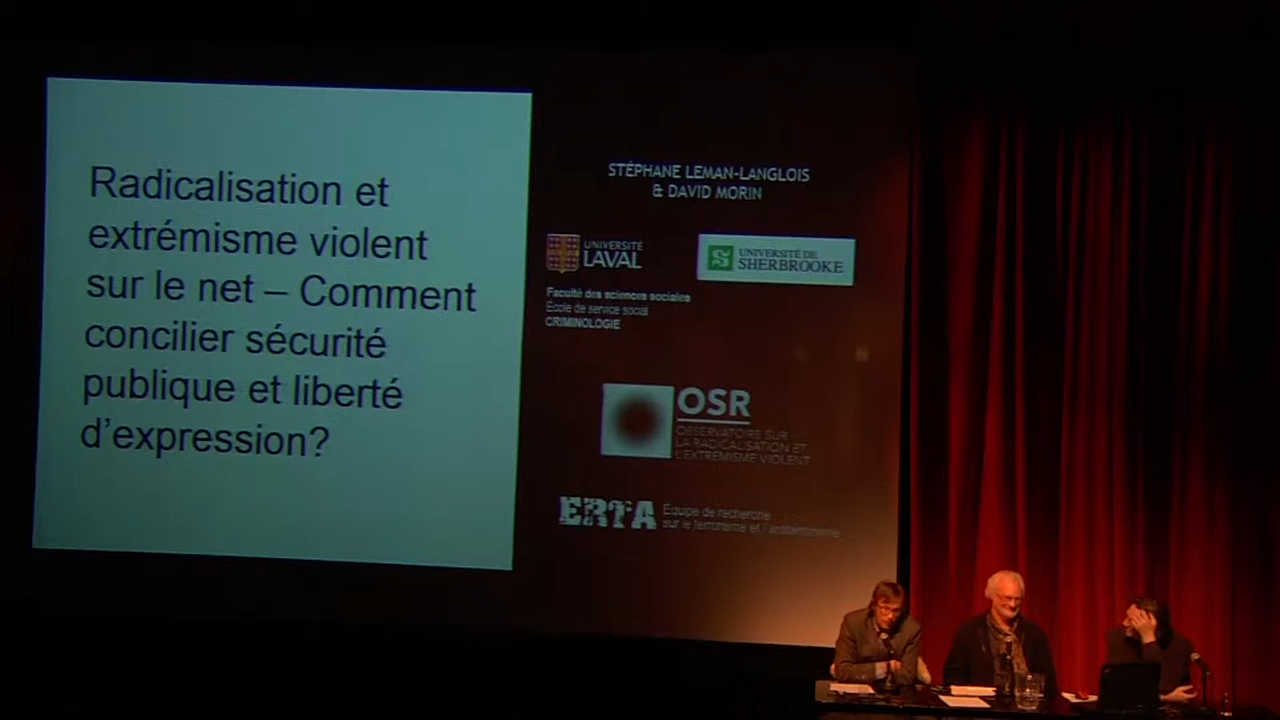 Radicalisation et
extrémisme violent
sur le net – Comment
concilier sécurité
publique et liberté
d'expression?
STÉPHANE LEMAN-LANGLOIS
& DAVID MORIN
UNIVERSITÉ
LAVAL
UNIVERSITÉ DE
SHERBROOKE
Faculté des sciences sociales
École de service social
CRIMINOLOGIE
OSR
OBSERVATOIRE SUR
LA RADICALISATION ET
L'EXTRÉMISME VIOLENT
ERTA
Équipe de recherche
sur le terrorisme et l'antiterrorisme